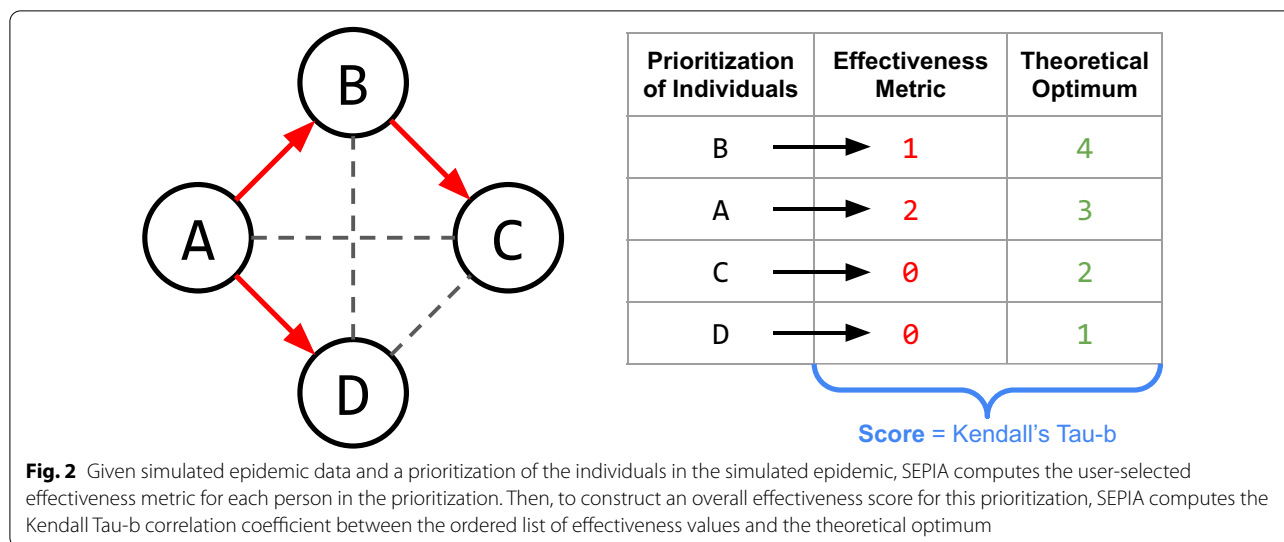 B
A
C
D
Prioritization of Individuals
Effectiveness Metric
Theoretical Optimum
B 1 4
A 2 3
C 0 2
D 0 1
Score = Kendall's Tau-b
Fig. 2 Given simulated epidemic data and a prioritization of the individuals in the simulated epidemic, SEPIA computes the user-selected
effectiveness metric for each person in the prioritization. Then, to construct an overall effectiveness score for this prioritization, SEPIA computes the
Kendall Tau-b correlation coefficient between the ordered list of effectiveness values and the theoretical optimum